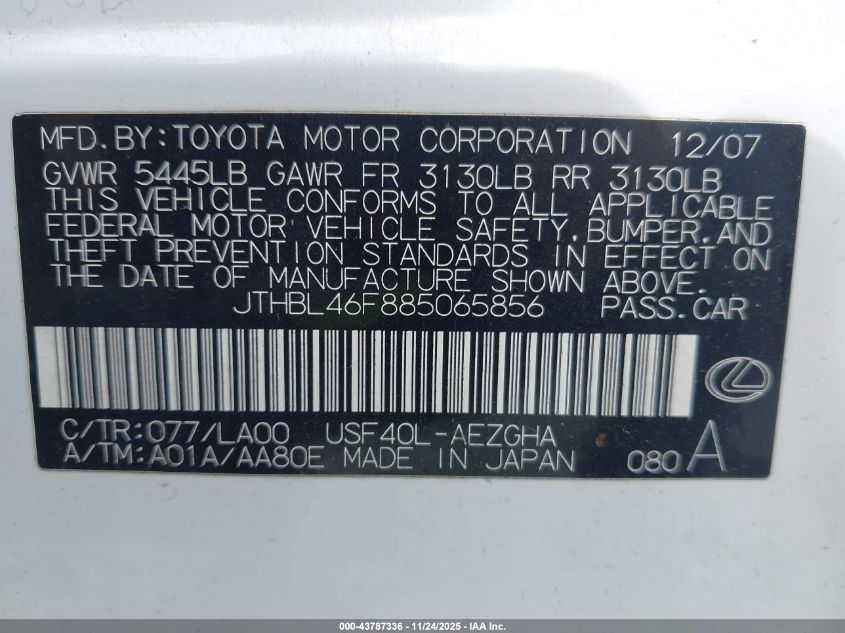 MFD. BY: TOYOTA MOTOR CORPORATION 12/07
GVWR 5445LB GAWR FR 3130LB RR 3130LB
THIS VEHICLE CONFORMS TO ALL APPLICABLE
FEDERAL MOTOR VEHICLE SAFETY, BUMPER, AND
THEFT PREVENTION STANDARDS IN EFFECT ON
THE DATE OF MANUFACTURE SHOWN ABOVE.
JTHBL46F885065856 PASS. CAR
C/TR: 077/LA00 USF40L-AEZGHA
A/TM: A01A/AA80E MADE IN JAPAN 080 A
000-43787336 - 11/24/2025 - IAA Inc.